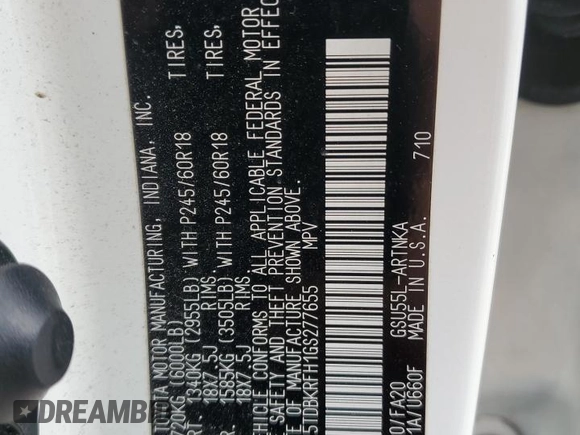 TOYOTA MOTOR MANUFACTURING, INDIANA, INC.
720KG (6000LB)
RT. 1340KG (2955LB) WITH P245/60R18 TIRES,
18X7.5J RIMS
R. 1585KG (3505LB) WITH P245/60R18 TIRES,
18X7.5J RIMS
VEHICLE CONFORMS TO ALL APPLICABLE FEDERAL MOTOR
SAFETY AND THEFT PREVENTION STANDARDS IN EFFEC
OF MANUFACTURE SHOWN ABOVE.
5TDBKRFH1GS277655 MPV
0/FA20 GSU55L-ARTNKA 710
1A/U660F MADE IN U.S.A.
DREAMBID